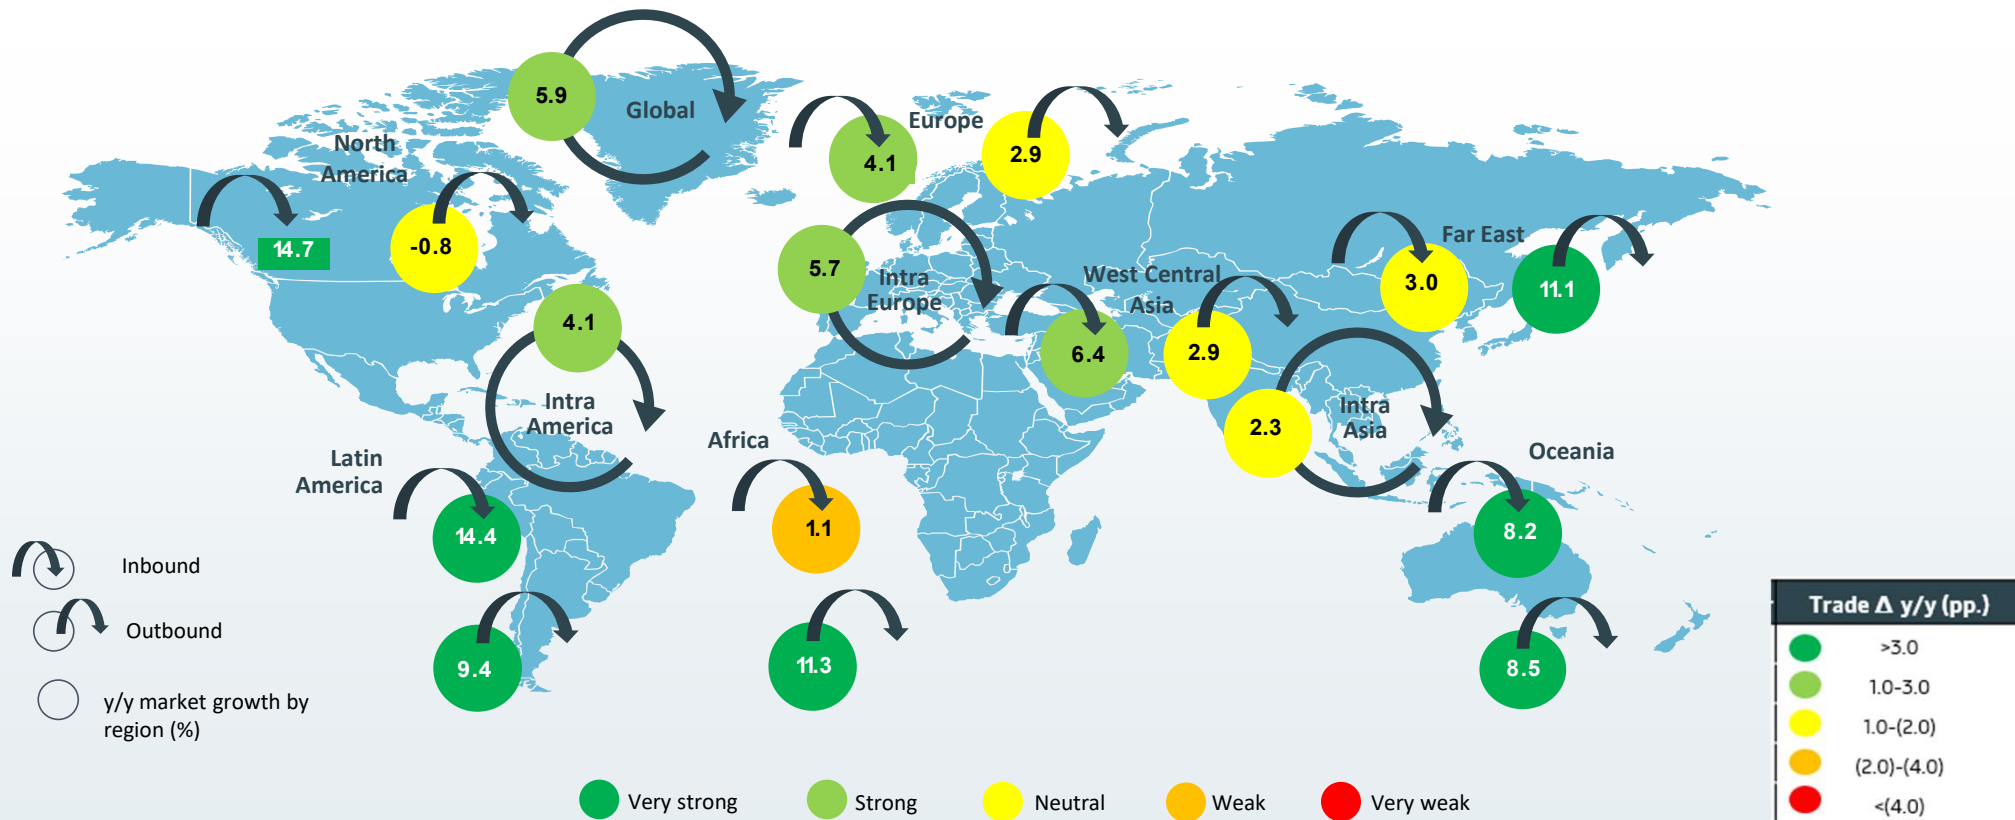 5.9
Global
North
America
14.7
-0.8
4.1
Europe
2.9
5.7
Intra
Europe
West Central
Asia
6.4
2.9
Far East
3.0
11.1
4.1
Intra
America
2.3
Intra
Asia
Latin
America
14.4
9.4
Africa
1.1
11.3
Oceania
8.2
8.5
Inbound
Outbound
y/y market growth by
region (%)
Very strong
Strong
Neutral
Weak
Very weak
Trade Δ y/y (pp.)
>3.0
1.0-3.0
1.0-(2.0)
(2.0)-(4.0)
<(4.0)